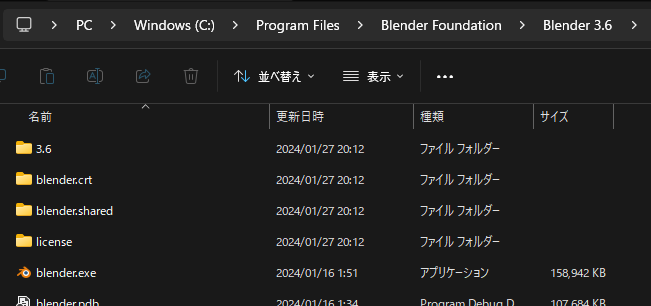 PC > Windows (C:) > Program Files > Blender Foundation > Blender 3.6 >
並べ替え 表示
名前 更新日時 種類 サイズ
3.6 2024/01/27 20:12 ファイル フォルダー
blender.crt 2024/01/27 20:12 ファイル フォルダー
blender.shared 2024/01/27 20:12 ファイル フォルダー
license 2024/01/27 20:12 ファイル フォルダー
blender.exe 2024/01/16 1:51 アプリケーション 158,942 KB
blender.pdb 2024/01/16 1:34 Program Debug D 107,684 KB